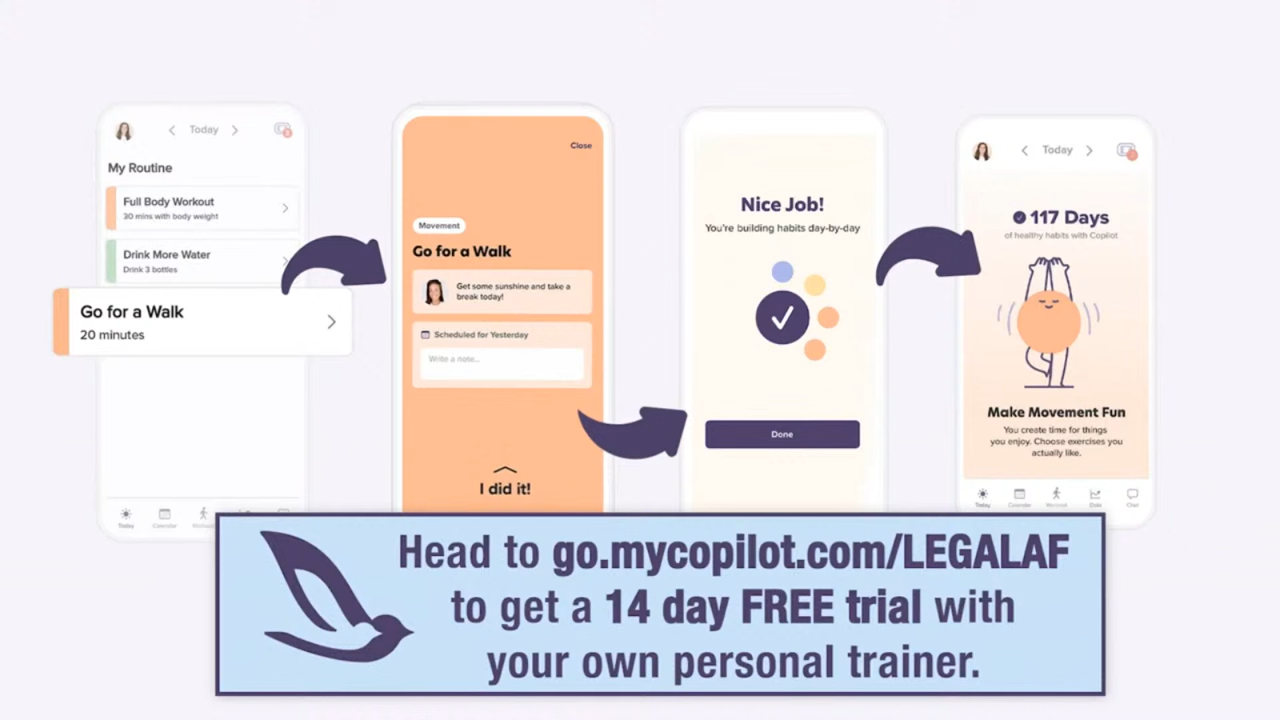 Today
My Routine
Full Body Workout
30 mins with body weight
Drink More Water
Drink 3 bottles
Go for a Walk
20 minutes
Today
Calendar
Close
Movement
Go for a Walk
Get some sunshine and take a
break today!
Scheduled for Yesterday
Write a note...
I did it!
Nice Job!
You're building habits day-by-day
Done
Today
117 Days
of healthy habits with Copilot
Make Movement Fun
You create time for things
you enjoy. Choose exercises you
actually like.
Today
Calendar
Chat
Head to go.mycopilot.com/LEGALAF
to get a 14 day FREE trial with
your own personal trainer.